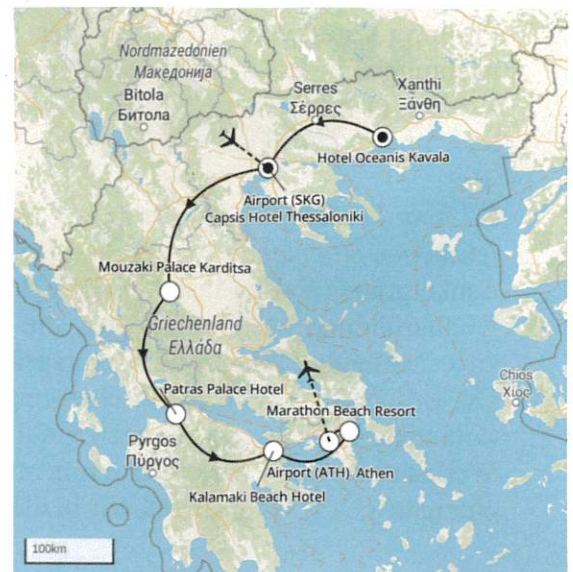 Nordmazedonien
Македонија
Bitola
Битола
Serres
Σέρρες
Xanthi
Ξάνθη
Hotel Oceanis Kavala
Airport (SKG)
Capsis Hotel Thessaloniki
Mouzaki Palace Karditsa
Griechenland
Ελλάδα
Patras Palace Hotel
Chios
Χίος
Marathon Beach Resort
Pyrgos
Πύργος
Airport (ATH) Athen
Kalamaki Beach Hotel
100km